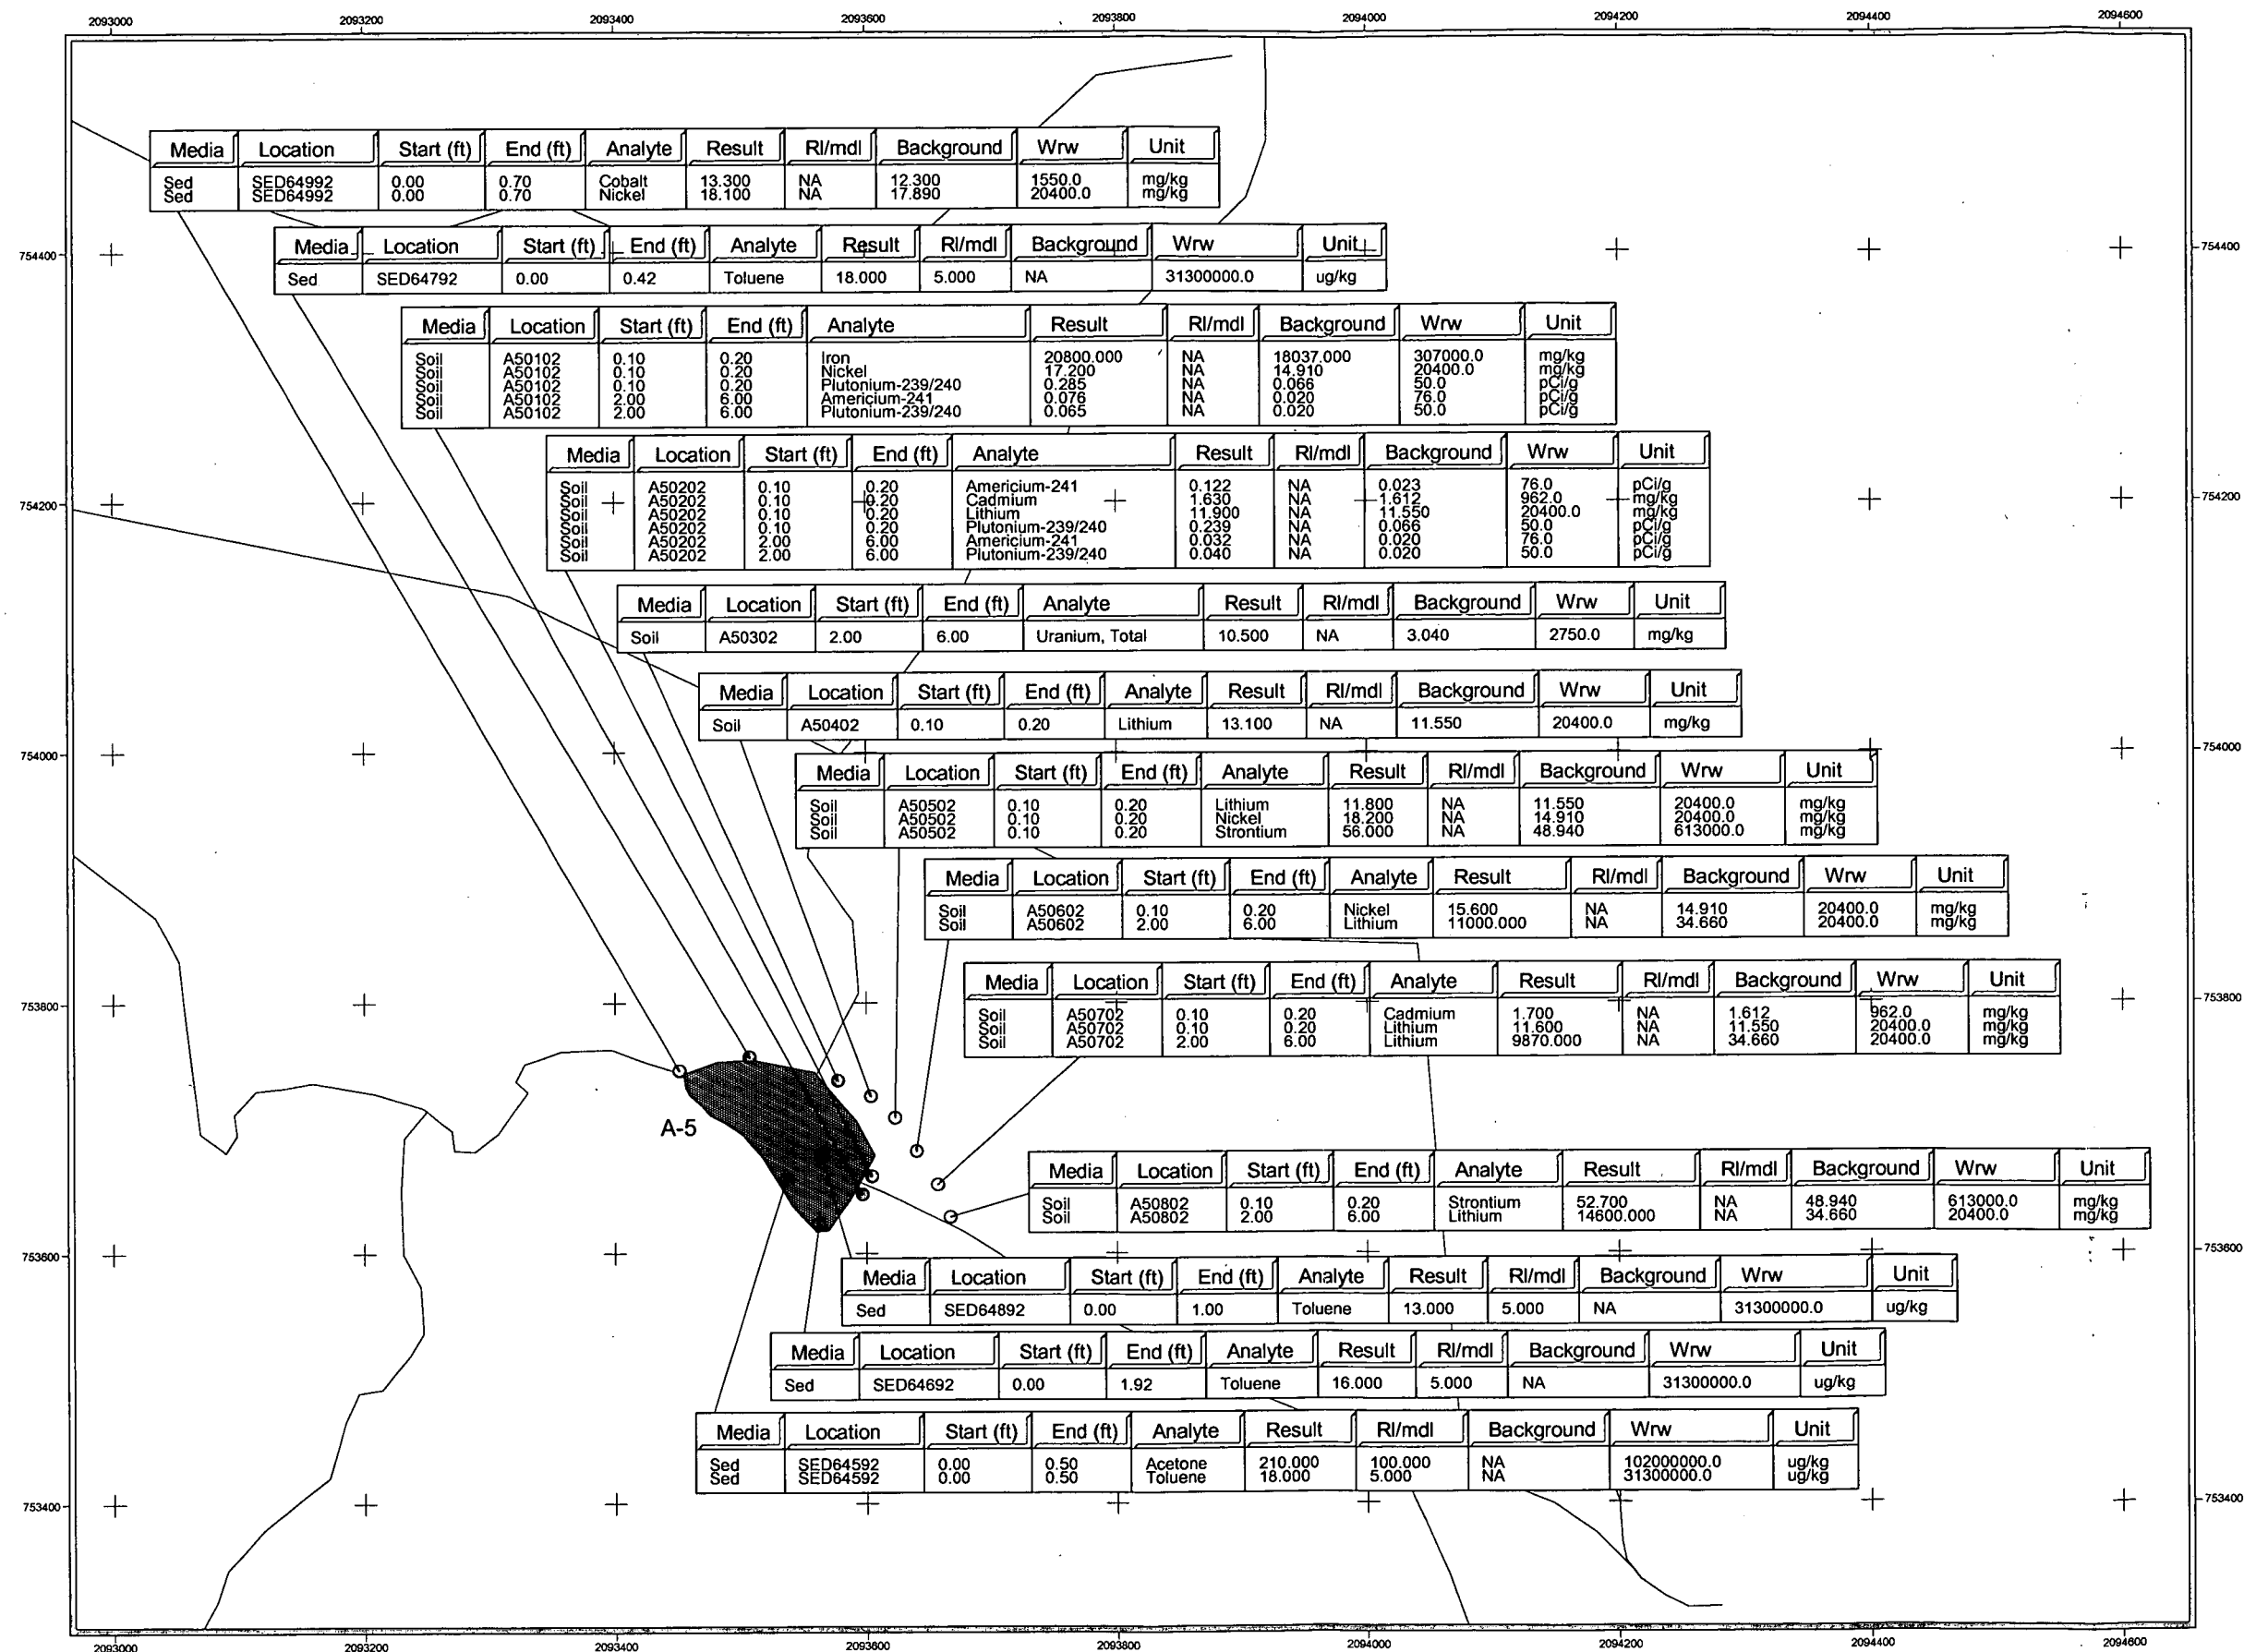 2093000 2093200 2093400 2093600 2093800 2094000 2094200 2094400 2094600
Media Location Start (ft) End (ft) Analyte Result Rl/mdl Background Wrw Unit
Sed SED64992 0.00 0.70 Cobalt 13.300 NA 12.300 1550.0 mg/kg
Sed SED64992 0.00 0.70 Nickel 18.100 NA 17.890 20400.0 mg/kg
Media Location Start (ft) End (ft) Analyte Result Rl/mdl Background Wrw Unit
754400 754400
Sed SED64792 0.00 0.42 Toluene 18.000 5.000 NA 31300000.0 ug/kg
Media Location Start (ft) End (ft) Analyte Result Rl/mdl Background Wrw Unit
Soil A50102 0.10 0.20 Iron 20800.000 NA 18037.000 307000.0 mg/kg
Soil A50102 0.10 0.20 Nickel 17.200 NA 14.910 20400.0 mg/kg
Soil A50102 0.10 0.20 Plutonium-239/240 0.285 NA 0.066 50.0 pCi/g
Soil A50102 2.00 6.00 Americium-241 0.076 NA 0.020 76.0 pCi/g
Soil A50102 2.00 6.00 Plutonium-239/240 0.065 NA 0.020 50.0 pCi/g
Media Location Start (ft) End (ft) Analyte Result Rl/mdl Background Wrw Unit
Soil A50202 0.10 0.20 Americium-241 0.122 NA 0.023 76.0 pCi/g
Soil A50202 0.10 0.20 Cadmium 1.630 NA 1.612 962.0 mg/kg
754200 754200
Soil A50202 0.10 0.20 Lithium 11.900 NA 11.550 20400.0 mg/kg
Soil A50202 0.10 0.20 Plutonium-239/240 0.239 NA 0.066 50.0 pCi/g
Soil A50202 2.00 6.00 Americium-241 0.032 NA 0.020 76.0 pCi/g
Soil A50202 2.00 6.00 Plutonium-239/240 0.040 NA 0.020 50.0 pCi/g
Media Location Start (ft) End (ft) Analyte Result Rl/mdl Background Wrw Unit
Soil A50302 2.00 6.00 Uranium, Total 10.500 NA 3.040 2750.0 mg/kg
Media Location Start (ft) End (ft) Analyte Result Rl/mdl Background Wrw Unit
Soil A50402 0.10 0.20 Lithium 13.100 NA 11.550 20400.0 mg/kg
754000 754000
Media Location Start (ft) End (ft) Analyte Result Rl/mdl Background Wrw Unit
Soil A50502 0.10 0.20 Lithium 11.800 NA 11.550 20400.0 mg/kg
Soil A50502 0.10 0.20 Nickel 18.200 NA 14.910 20400.0 mg/kg
Soil A50502 0.10 0.20 Strontium 56.000 NA 48.940 613000.0 mg/kg
Media Location Start (ft) End (ft) Analyte Result Rl/mdl Background Wrw Unit
Soil A50602 0.10 0.20 Nickel 15.600 NA 14.910 20400.0 mg/kg
Soil A50602 2.00 6.00 Lithium 11000.000 NA 34.660 20400.0 mg/kg
Media Location Start (ft) End (ft) Analyte Result Rl/mdl Background Wrw Unit
753800 753800
Soil A50702 0.10 0.20 Cadmium 1.700 NA 1.612 962.0 mg/kg
Soil A50702 0.10 0.20 Lithium 11.600 NA 11.550 20400.0 mg/kg
Soil A50702 2.00 6.00 Lithium 9870.000 NA 34.660 20400.0 mg/kg
A-5
Media Location Start (ft) End (ft) Analyte Result Rl/mdl Background Wrw Unit
Soil A50802 0.10 0.20 Strontium 52.700 NA 48.940 613000.0 mg/kg
Soil A50802 2.00 6.00 Lithium 14600.000 NA 34.660 20400.0 mg/kg
753600 753600
Media Location Start (ft) End (ft) Analyte Result Rl/mdl Background Wrw Unit
Sed SED64892 0.00 1.00 Toluene 13.000 5.000 NA 31300000.0 ug/kg
Media Location Start (ft) End (ft) Analyte Result Rl/mdl Background Wrw Unit
Sed SED64692 0.00 1.92 Toluene 16.000 5.000 NA 31300000.0 ug/kg
Media Location Start (ft) End (ft) Analyte Result Rl/mdl Background Wrw Unit
Sed SED64592 0.00 0.50 Acetone 210.000 100.000 NA 102000000.0 ug/kg
Sed SED64592 0.00 0.50 Toluene 18.000 5.000 NA 31300000.0 ug/kg
753400 753400
2093000 2093200 2093400 2093600 2093800 2094000 2094200 2094400 2094600